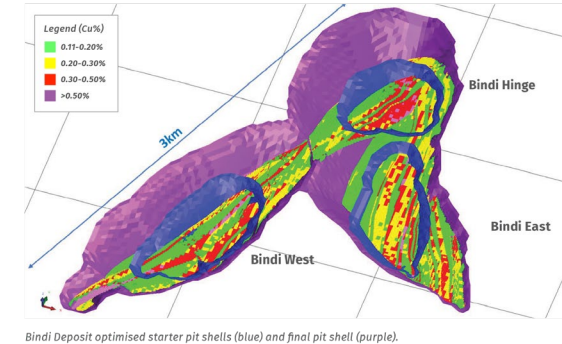 Legend (Cu%)
0.11-0.20%
0.20-0.30%
0.30-0.50%
>0.50%
3km
Bindi Hinge
Bindi East
Bindi West
Bindi Deposit optimised starter pit shells (blue) and final pit shell (purple).